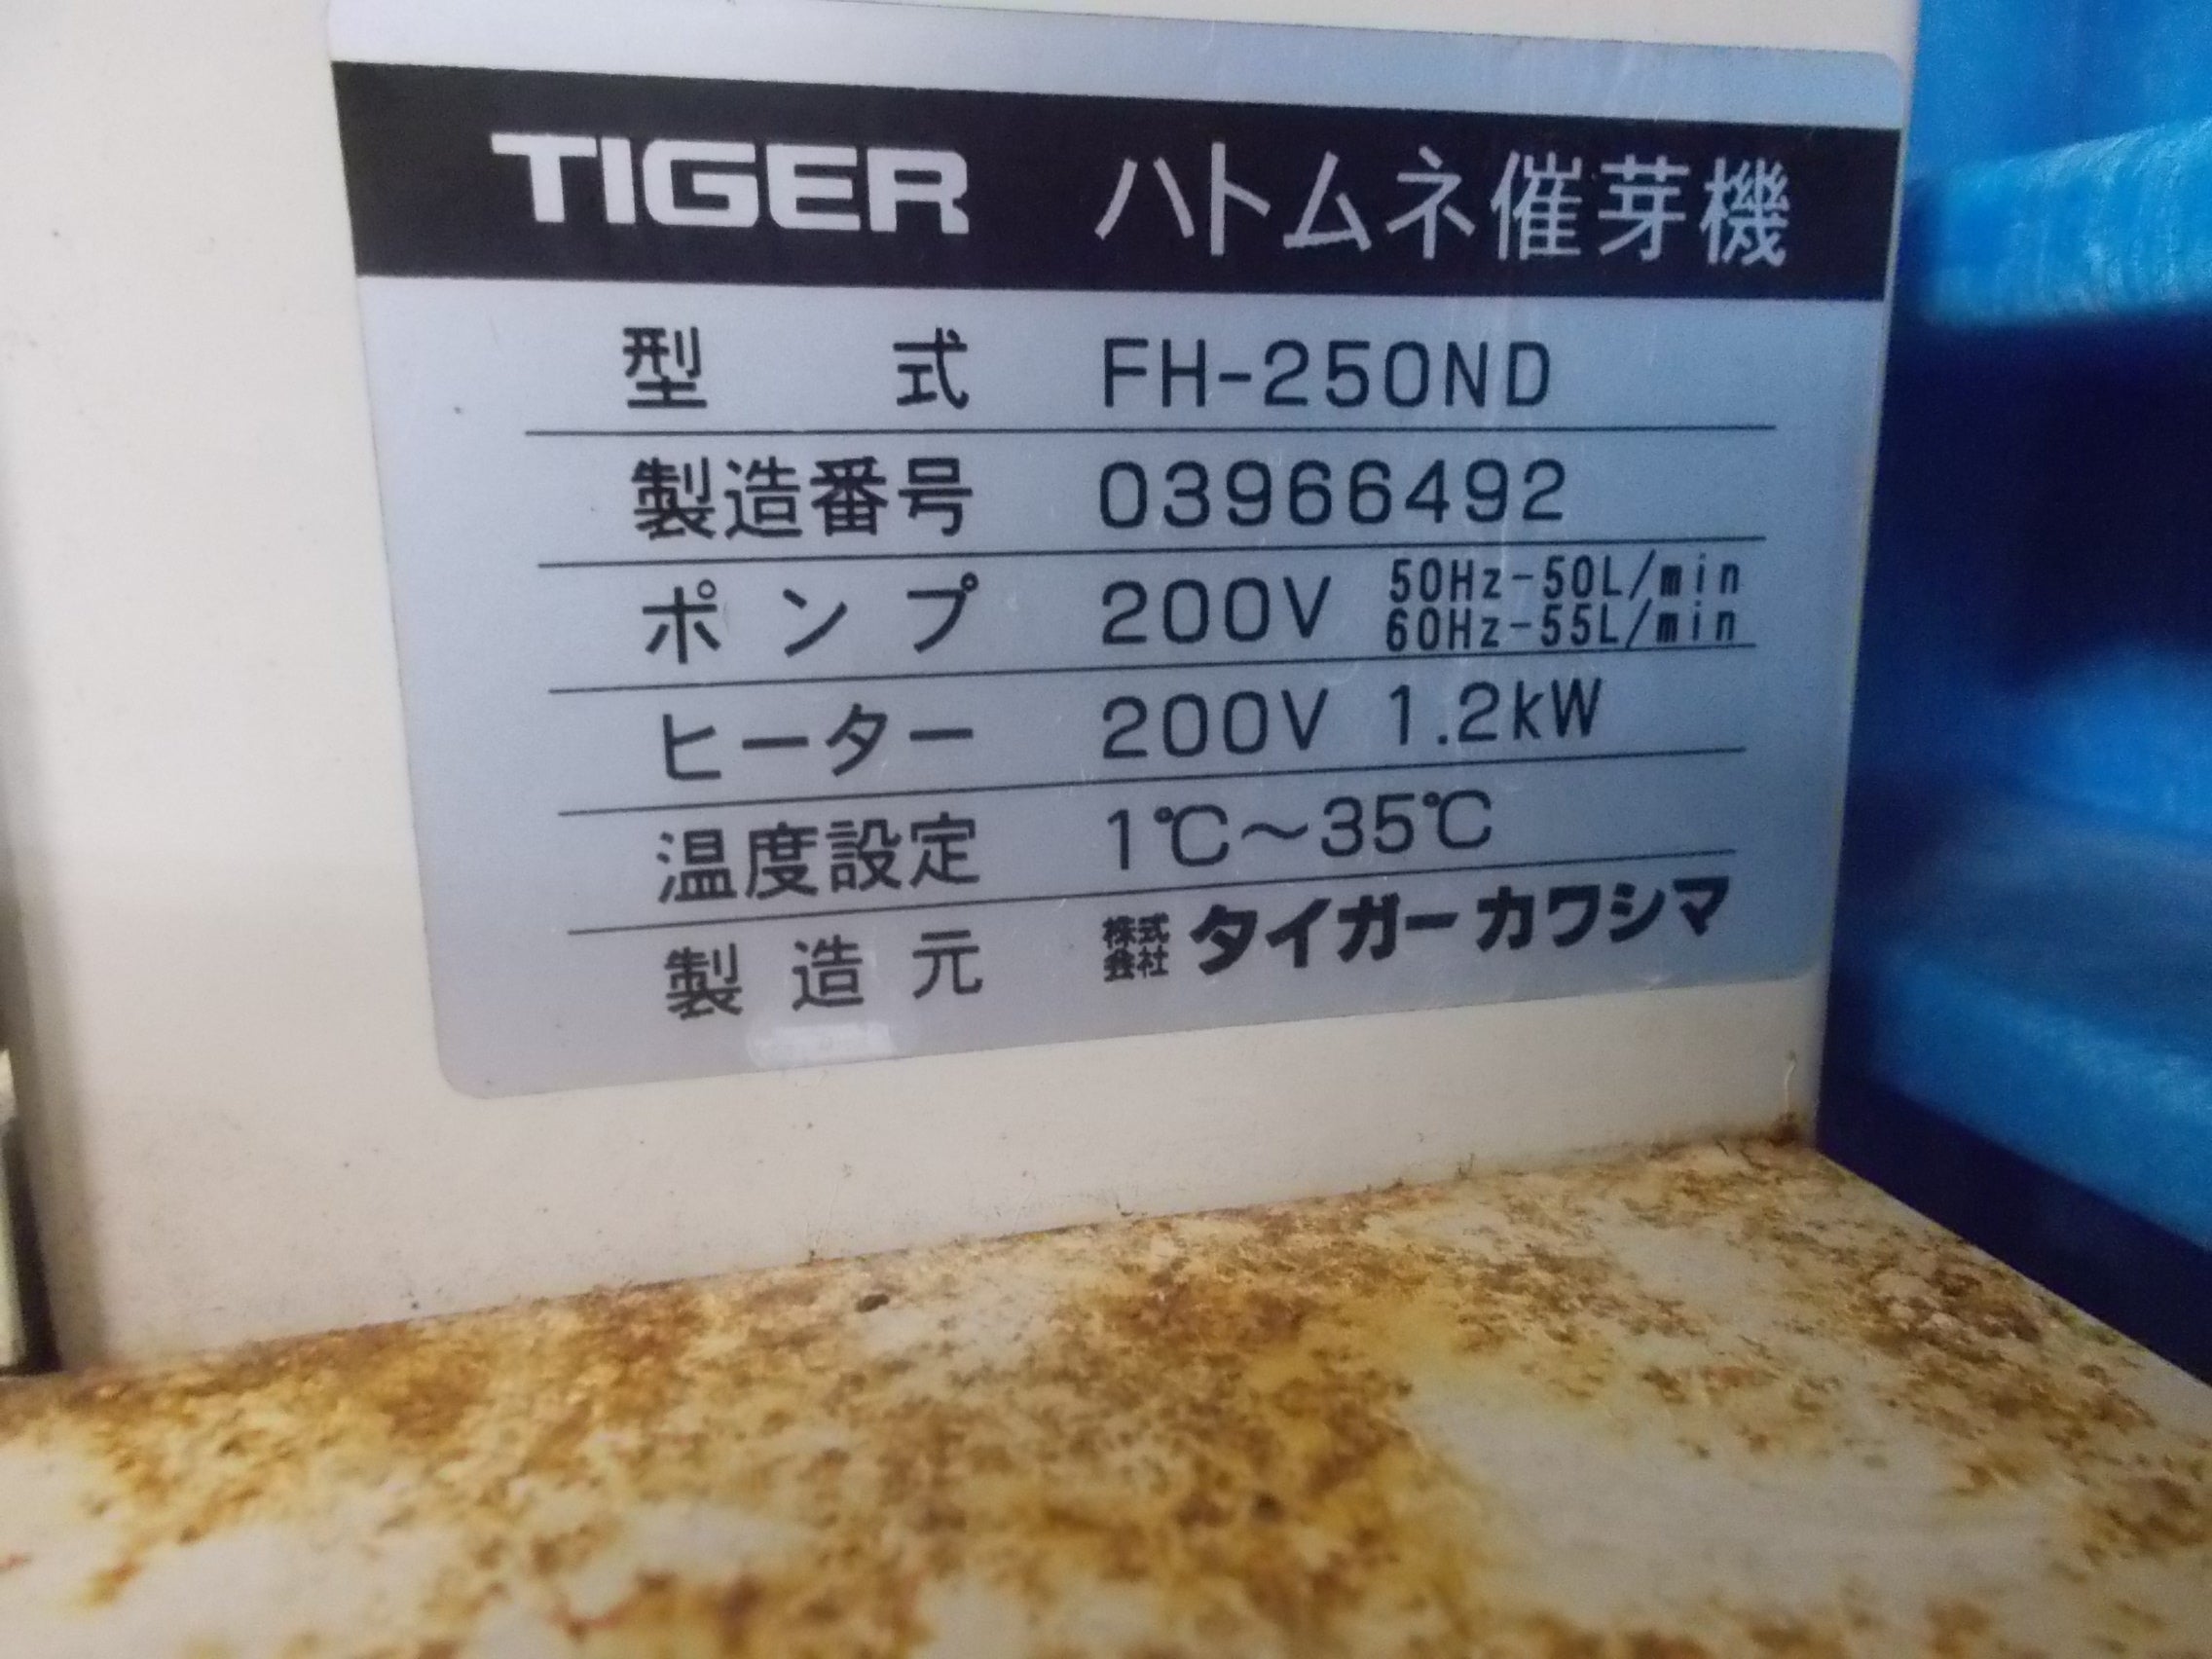 TIGER ハトムネ催芽機
型式 FH-250ND
製造番号 03966492
ポンプ 200V 50Hz-50L/min
60Hz-55L/min
ヒーター 200V 1.2kW
温度設定 1℃～35℃
製造元 株式会社 タイガーカワシマ